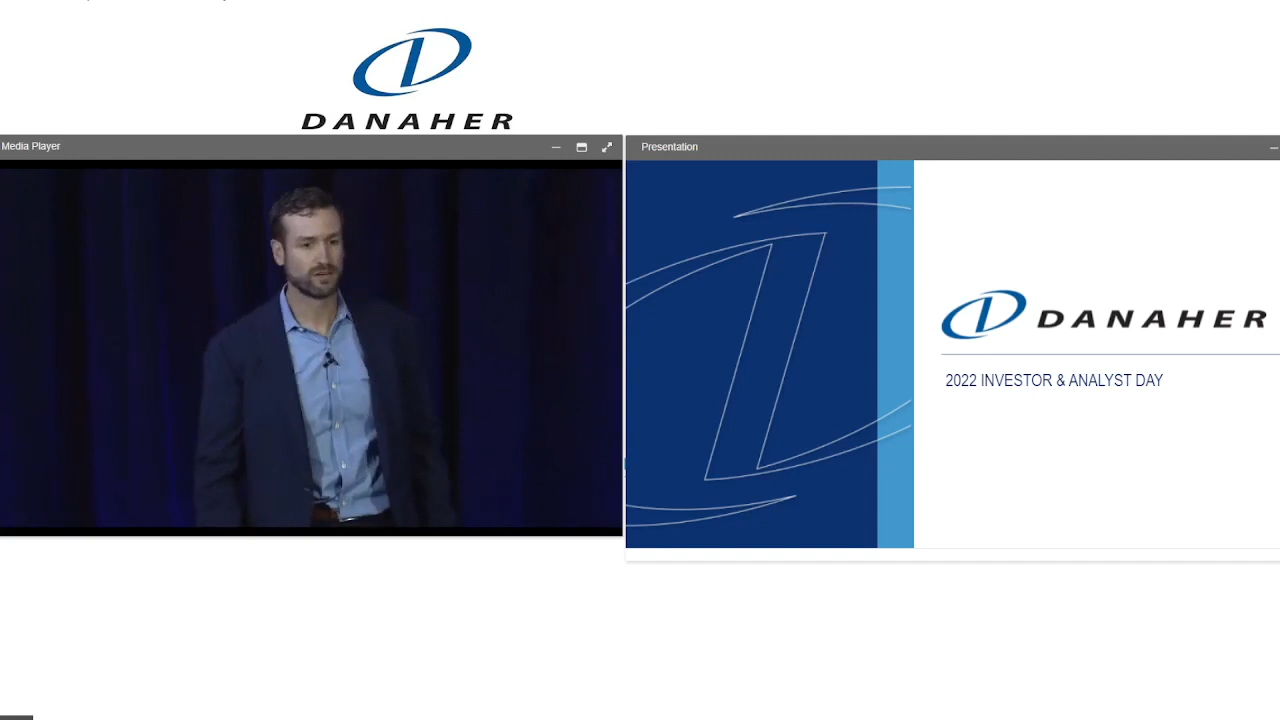 DANAHER
Media Player
Presentation
DANAHER
2022 INVESTOR & ANALYST DAY